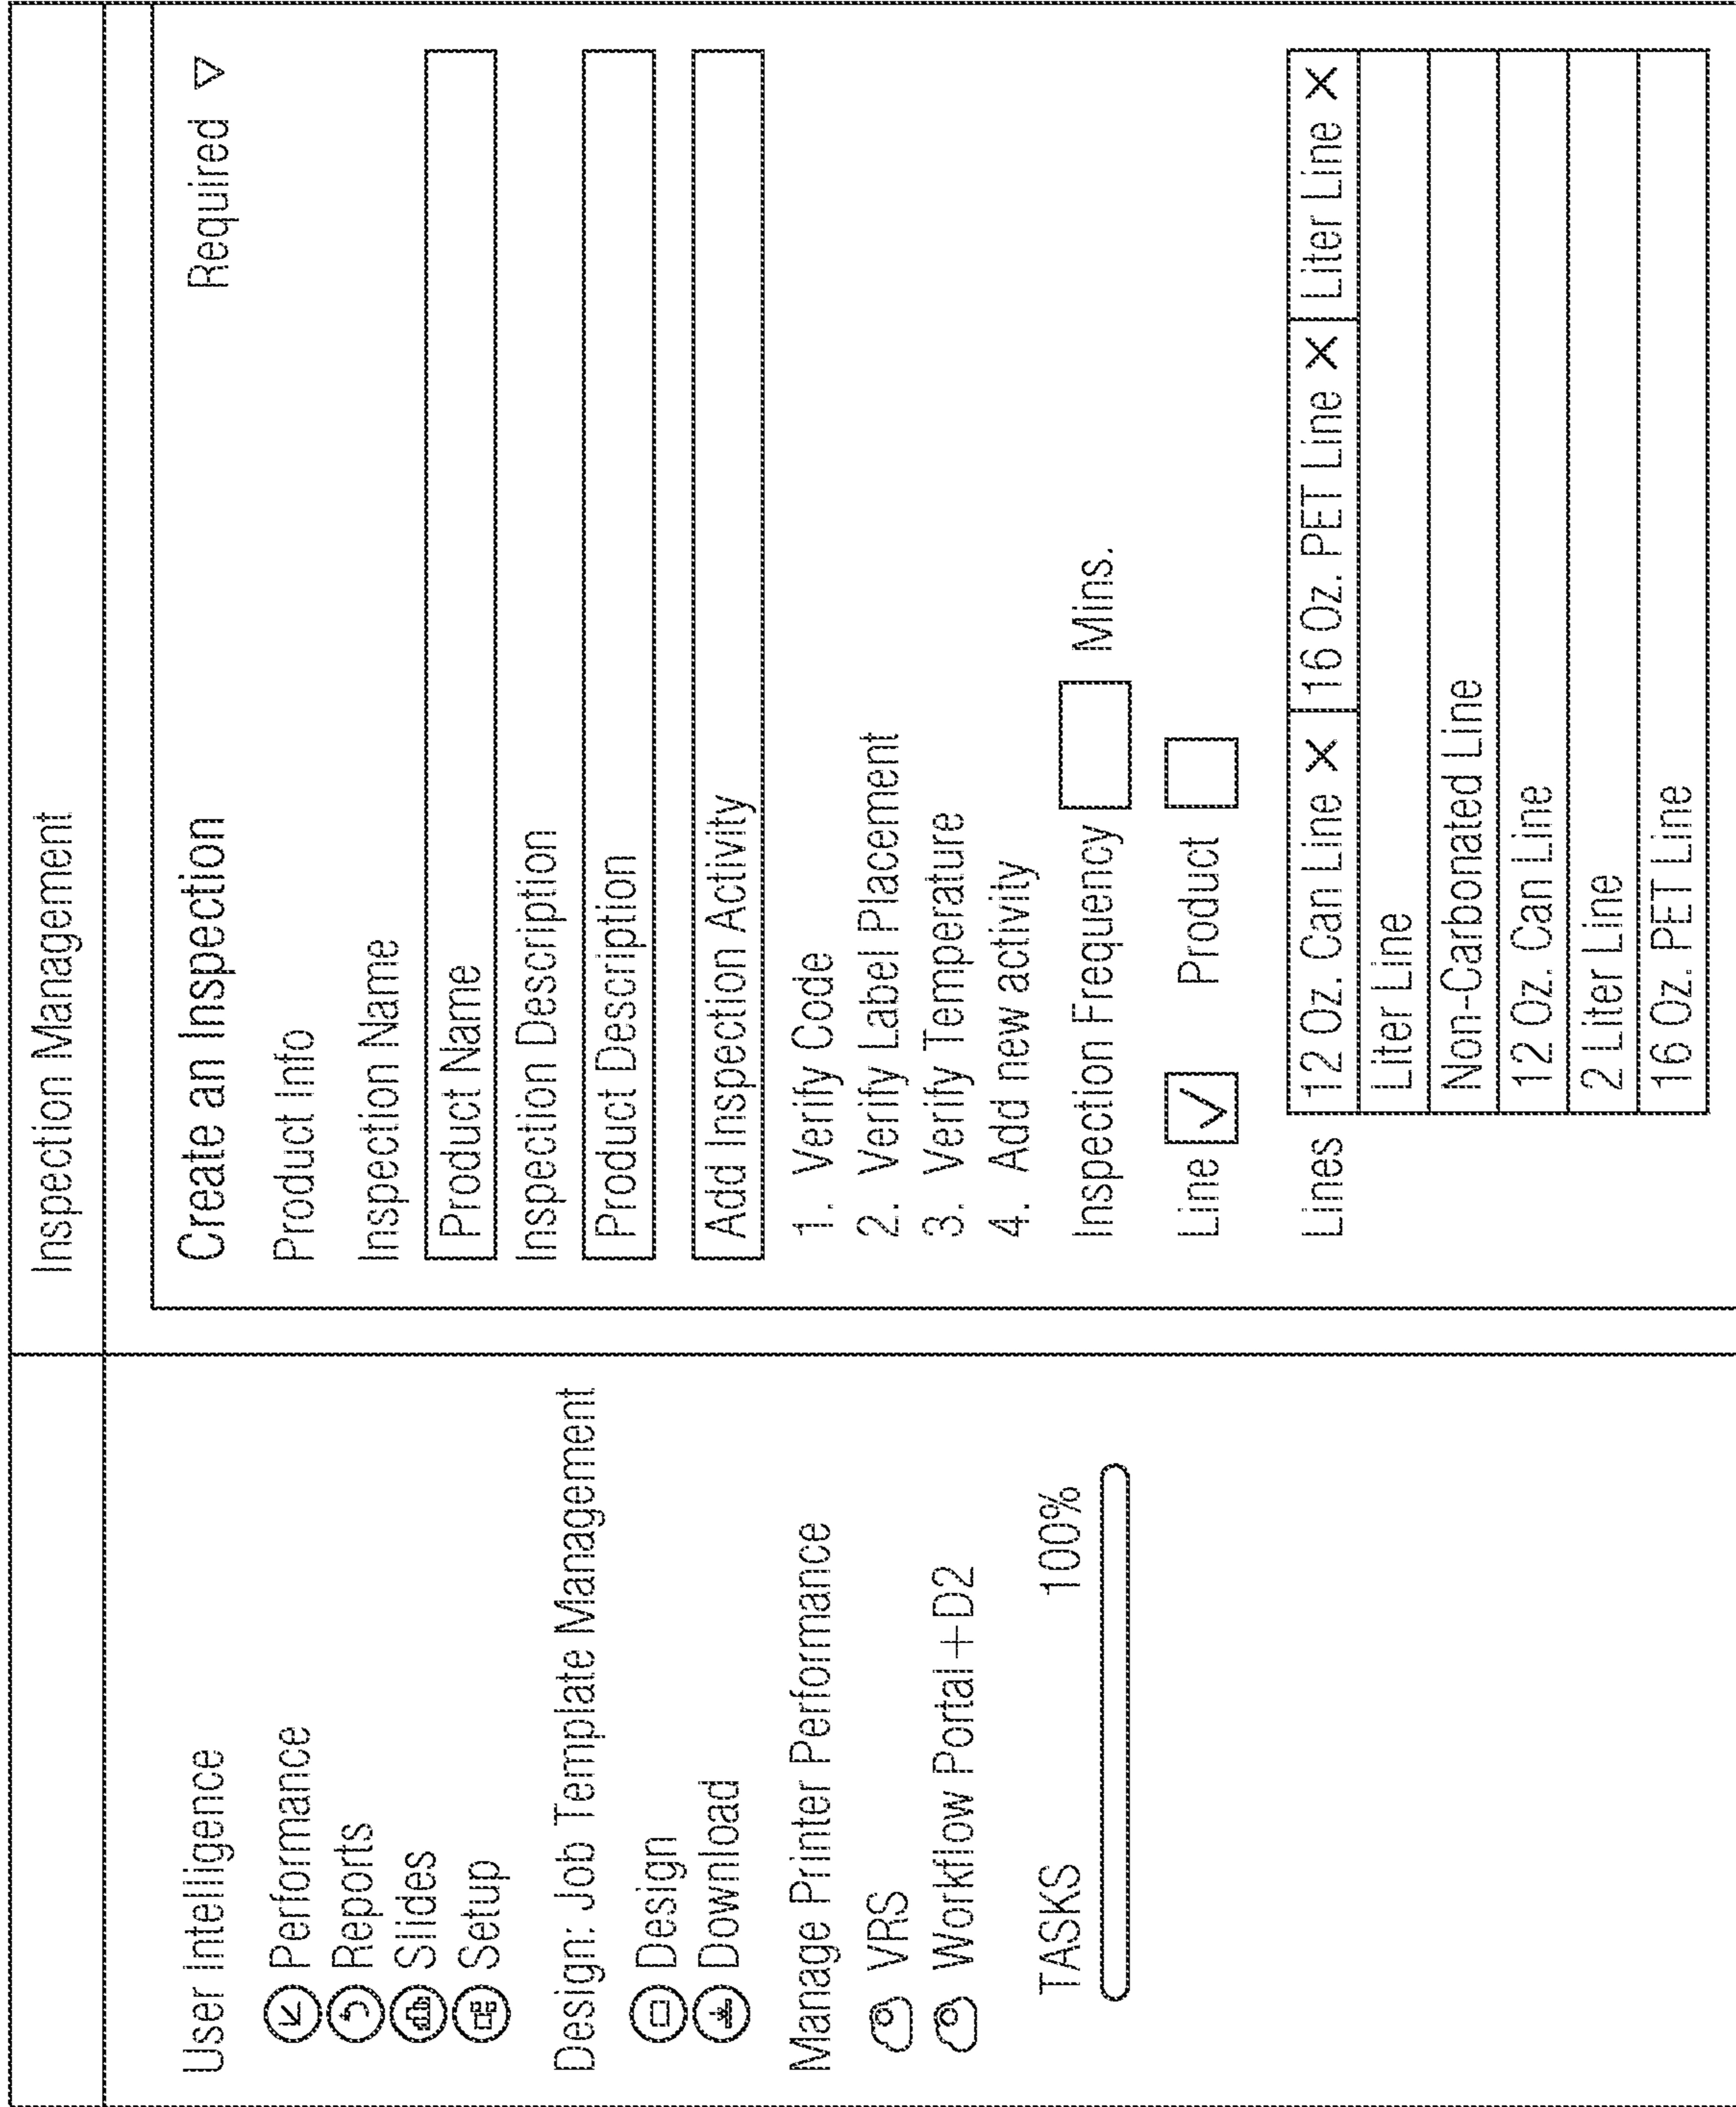 Inspection Management
User Intelligence
Performance
Reports
Slides
Setup
Design: Job Template Management
Design
Download
Manage Printer Performance
VRS
Workflow Portal+D2
TASKS 100%
Create an Inspection Required
Product Info
Inspection Name
Product Name
Inspection Description
Product Description
Add Inspection Activity
1. Verify Code
2. Verify Label Placement
3. Verify Temperature
4. Add new activity
Inspection Frequency Mins.
Line Product
Lines 12 Oz. Can Line X 16 Oz. PET Line X Liter Line X
Liter Line
Non-Carbonated Line
12 Oz. Can Line
2 Liter Line
16 Oz. PET Line